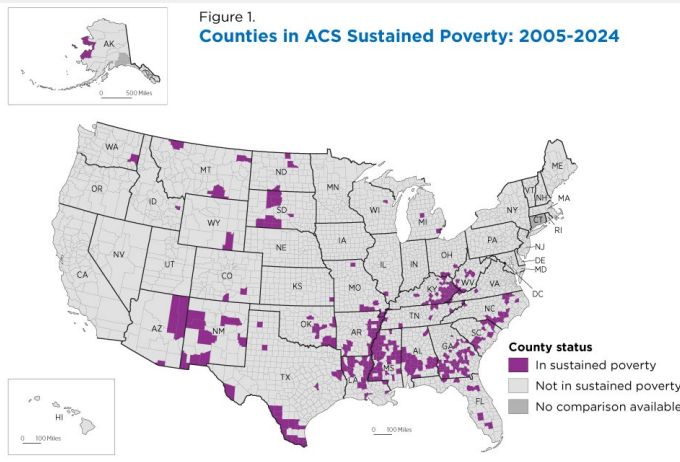 Figure 1.
Counties in ACS Sustained Poverty: 2005-2024
AK
0 500 Miles
WA
MT
ND
MN
ME
OR
ID
SD
WI
MI
VT
NH
MA
NY
WY
CT
RI
IA
NE
PA
NJ
NV
UT
IL
IN
OH
DE
MD
CO
CA
KS
MO
KY
WV
VA
DC
TN
NC
AZ
NM
OK
AR
SC
MS
AL
GA
County status
In sustained poverty
Not in sustained poverty
No comparison available
TX
LA
FL
HI
0 100 Miles
0 100 Miles